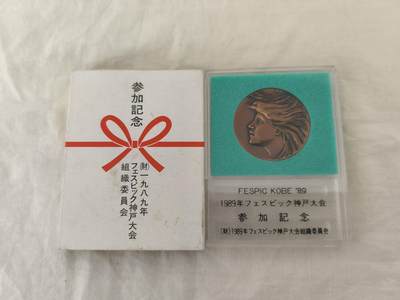 参加記念
(財)一九八九年
フェスピック神戸大会
組織委員会
FESPIC KOBE '89
1989年フェスピック神戸大会
参加記念
(財)1989年フェスピック神戸大会組織委員会